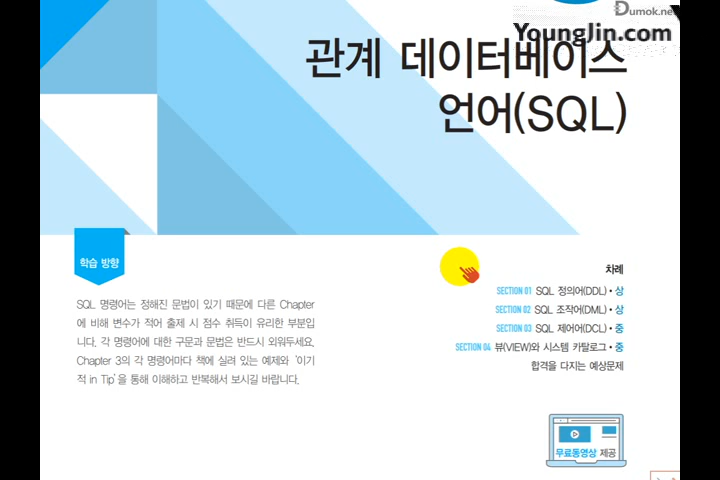 Dumok.ne
YoungJin.com
관계 데이터베이스
언어(SQL)
학습 방향
SQL 명령어는 정해진 문법이 있기 때문에 다른 Chapter
에 비해 변수가 적어 출제 시 점수 취득이 유리한 부분입
니다. 각 명령어에 대한 구문과 문법은 반드시 외워두세요.
Chapter 3의 각 명령어마다 책에 실려 있는 예제와 '이기
적 in Tip'을 통해 이해하고 반복해서 보시길 바랍니다.
차례
SECTION 01 SQL 정의어(DDL) • 상
SECTION 02 SQL 조작어(DML) • 상
SECTION 03 SQL 제어어(DCL) • 중
SECTION 04 뷰(VIEW)와 시스템 카탈로그 • 중
합격을 다지는 예상문제
무료동영상 제공